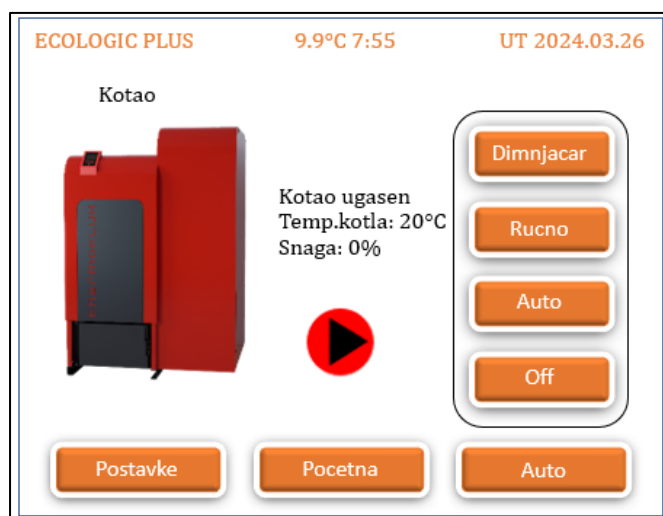 ECOLOGIC PLUS 9.9°C 7:55 UT 2024.03.26
Kotao
Kotao ugasen
Temp.kotla: 20°C
Snaga: 0%
Dimnjacar
Rucno
Auto
Off
Postavke Pocetna Auto